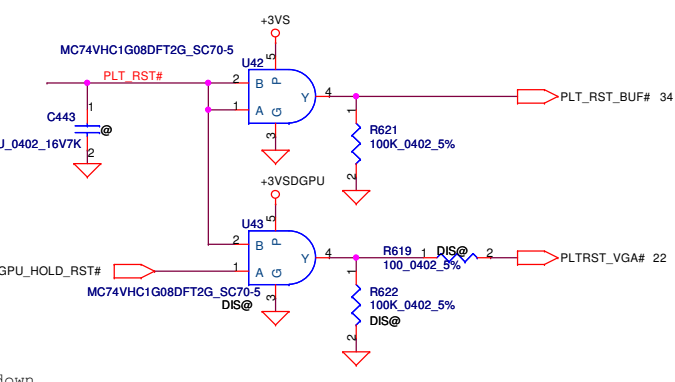 +3VS
MC74VHC1G08DFT2G_SC70-5
U42
5
PLT_RST#
2 B P
Y 4
PLT_RST_BUF# 34
1 A G
1
C443
@
U_0402_16V7K
2
3
1
R621
100K_0402_5%
2
+3VSDGPU
U43
5
2 B P
Y 4
R619 1 DIS@ 2
100_0402_5%
PLTRST_VGA# 22
GPU_HOLD_RST#
1 A G
MC74VHC1G08DFT2G_SC70-5
DIS@
3
1
R622
100K_0402_5%
DIS@
2
down